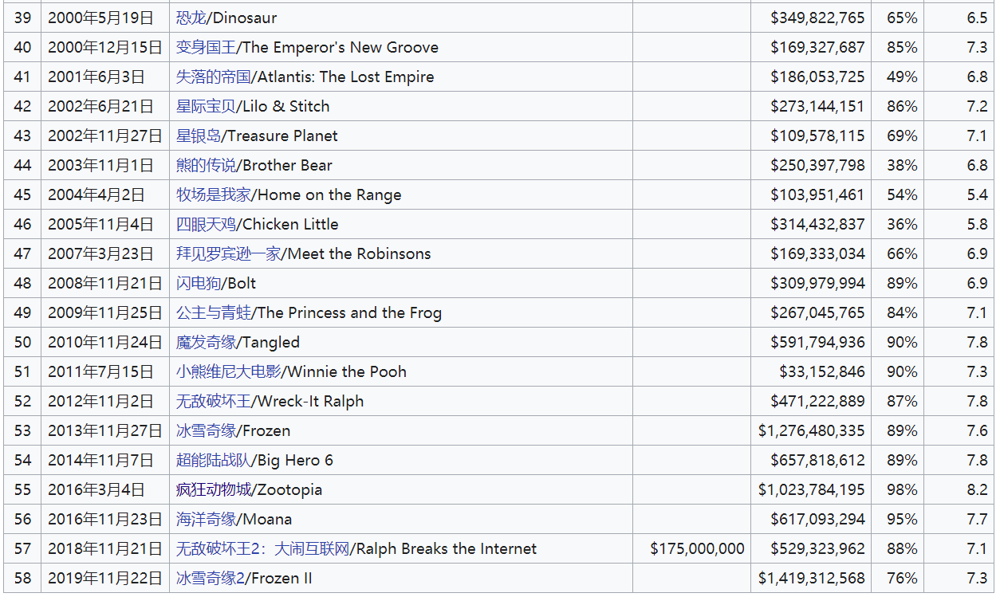 39 2000年5月19日 恐龙/Dinosaur $349,822,765 65% 6.5
40 2000年12月15日 变身国王/The Emperor's New Groove $169,327,687 85% 7.3
41 2001年6月3日 失落的帝国/Atlantis: The Lost Empire $186,053,725 49% 6.8
42 2002年6月21日 星际宝贝/Lilo & Stitch $273,144,151 86% 7.2
43 2002年11月27日 星银岛/Treasure Planet $109,578,115 69% 7.1
44 2003年11月1日 熊的传说/Brother Bear $250,397,798 38% 6.8
45 2004年4月2日 牧场是我家/Home on the Range $103,951,461 54% 5.4
46 2005年11月4日 四眼天鸡/Chicken Little $314,432,837 36% 5.8
47 2007年3月23日 拜见罗宾逊一家/Meet the Robinsons $169,333,034 66% 6.9
48 2008年11月21日 闪电狗/Bolt $309,979,994 89% 6.9
49 2009年11月25日 公主与青蛙/The Princess and the Frog $267,045,765 84% 7.1
50 2010年11月24日 魔发奇缘/Tangled $591,794,936 90% 7.8
51 2011年7月15日 小熊维尼大电影/Winnie the Pooh $33,152,846 90% 7.3
52 2012年11月2日 无敌破坏王/Wreck-It Ralph $471,222,889 87% 7.8
53 2013年11月27日 冰雪奇缘/Frozen $1,276,480,335 89% 7.6
54 2014年11月7日 超能陆战队/Big Hero 6 $657,818,612 89% 7.8
55 2016年3月4日 疯狂动物城/Zootopia $1,023,784,195 98% 8.2
56 2016年11月23日 海洋奇缘/Moana $617,093,294 95% 7.7
57 2018年11月21日 无敌破坏王2：大闹互联网/Ralph Breaks the Internet $175,000,000 $529,323,962 88% 7.1
58 2019年11月22日 冰雪奇缘2/Frozen II $1,419,312,568 76% 7.3